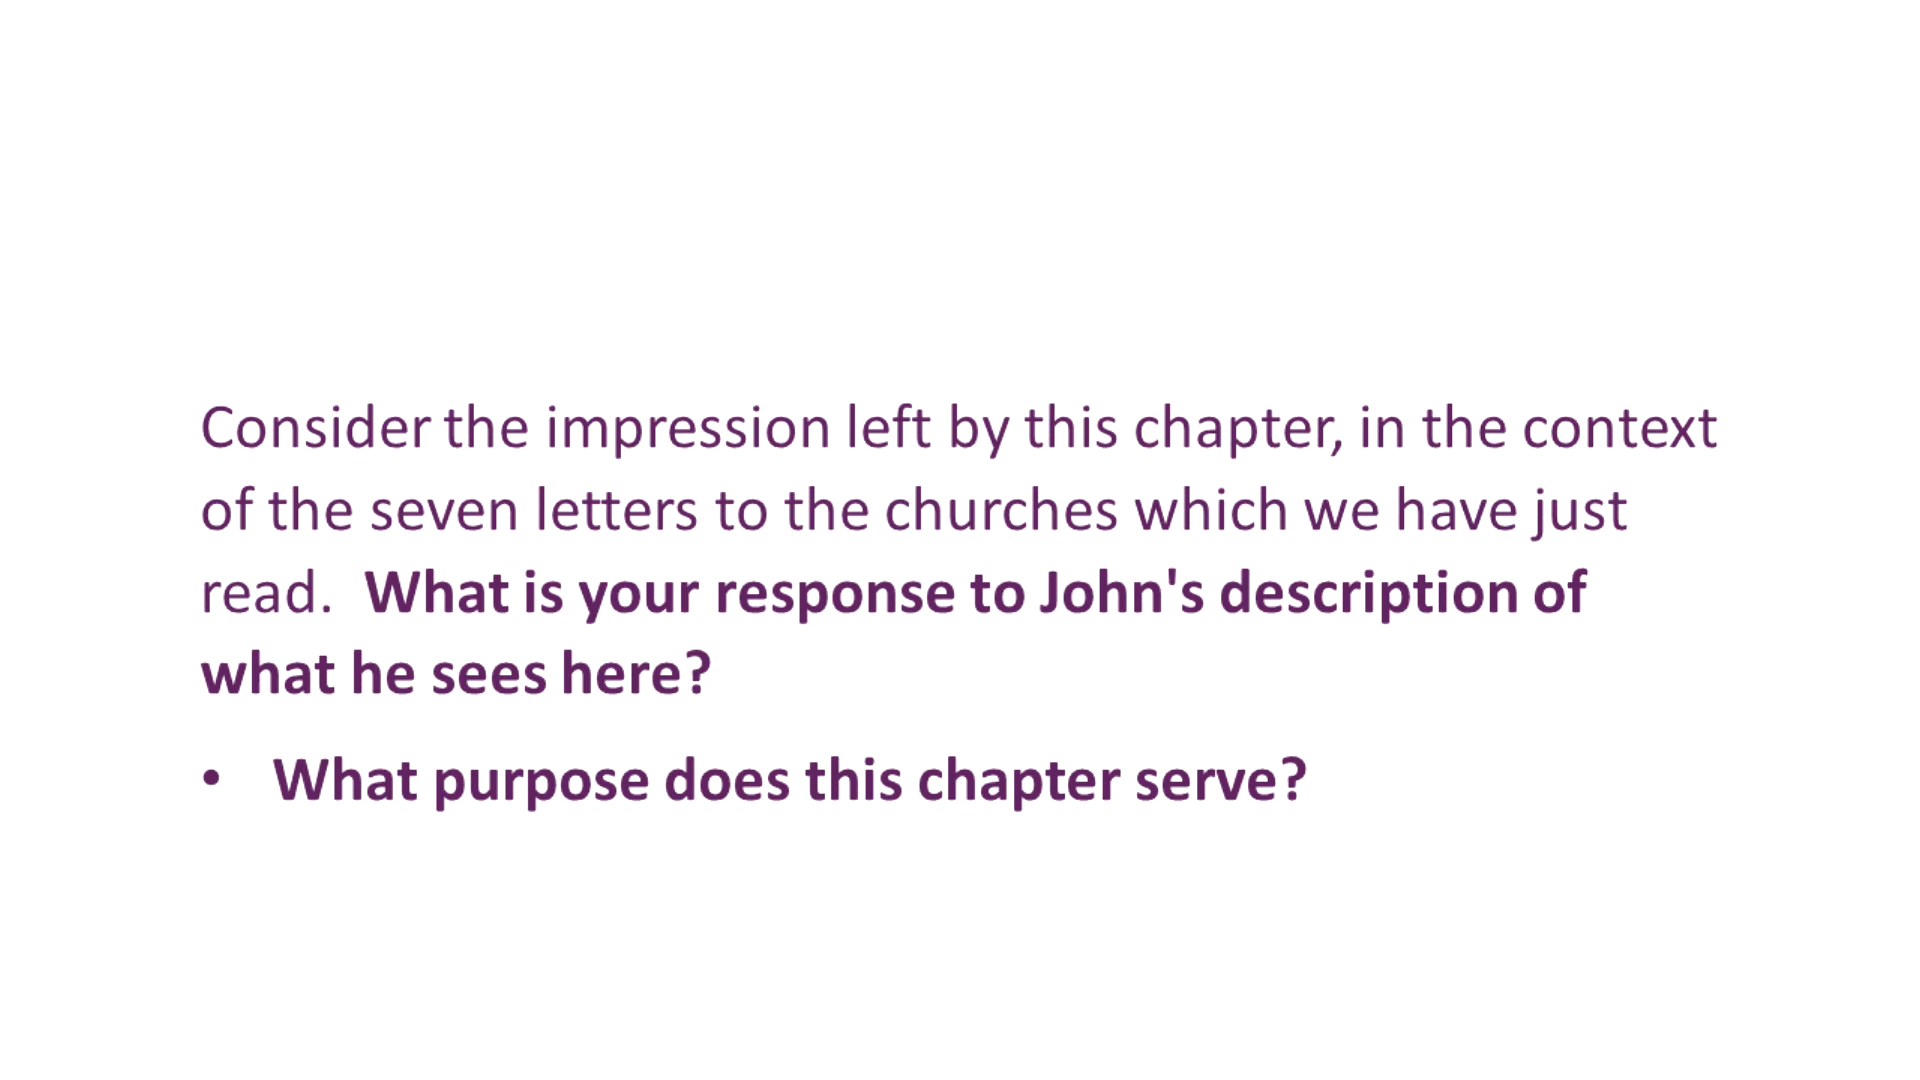 Consider the impression left by this chapter, in the context
of the seven letters to the churches which we have just
read.  What is your response to John's description of
what he sees here?
• What purpose does this chapter serve?